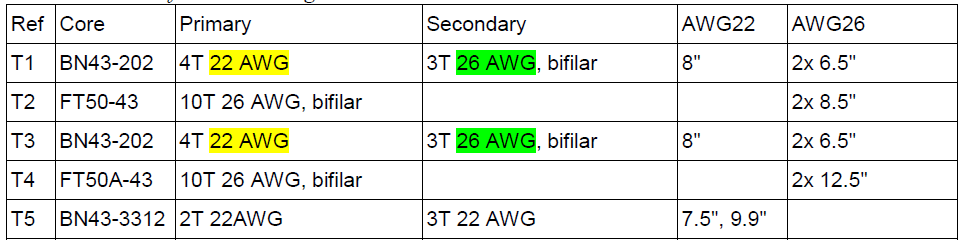 Ref Core Primary Secondary AWG22 AWG26
T1 BN43-202 4T 22 AWG 3T 26 AWG, bifilar 8" 2x 6.5"
T2 FT50-43 10T 26 AWG, bifilar 2x 8.5"
T3 BN43-202 4T 22 AWG 3T 26 AWG, bifilar 8" 2x 6.5"
T4 FT50A-43 10T 26 AWG, bifilar 2x 12.5"
T5 BN43-3312 2T 22AWG 3T 22 AWG 7.5", 9.9"